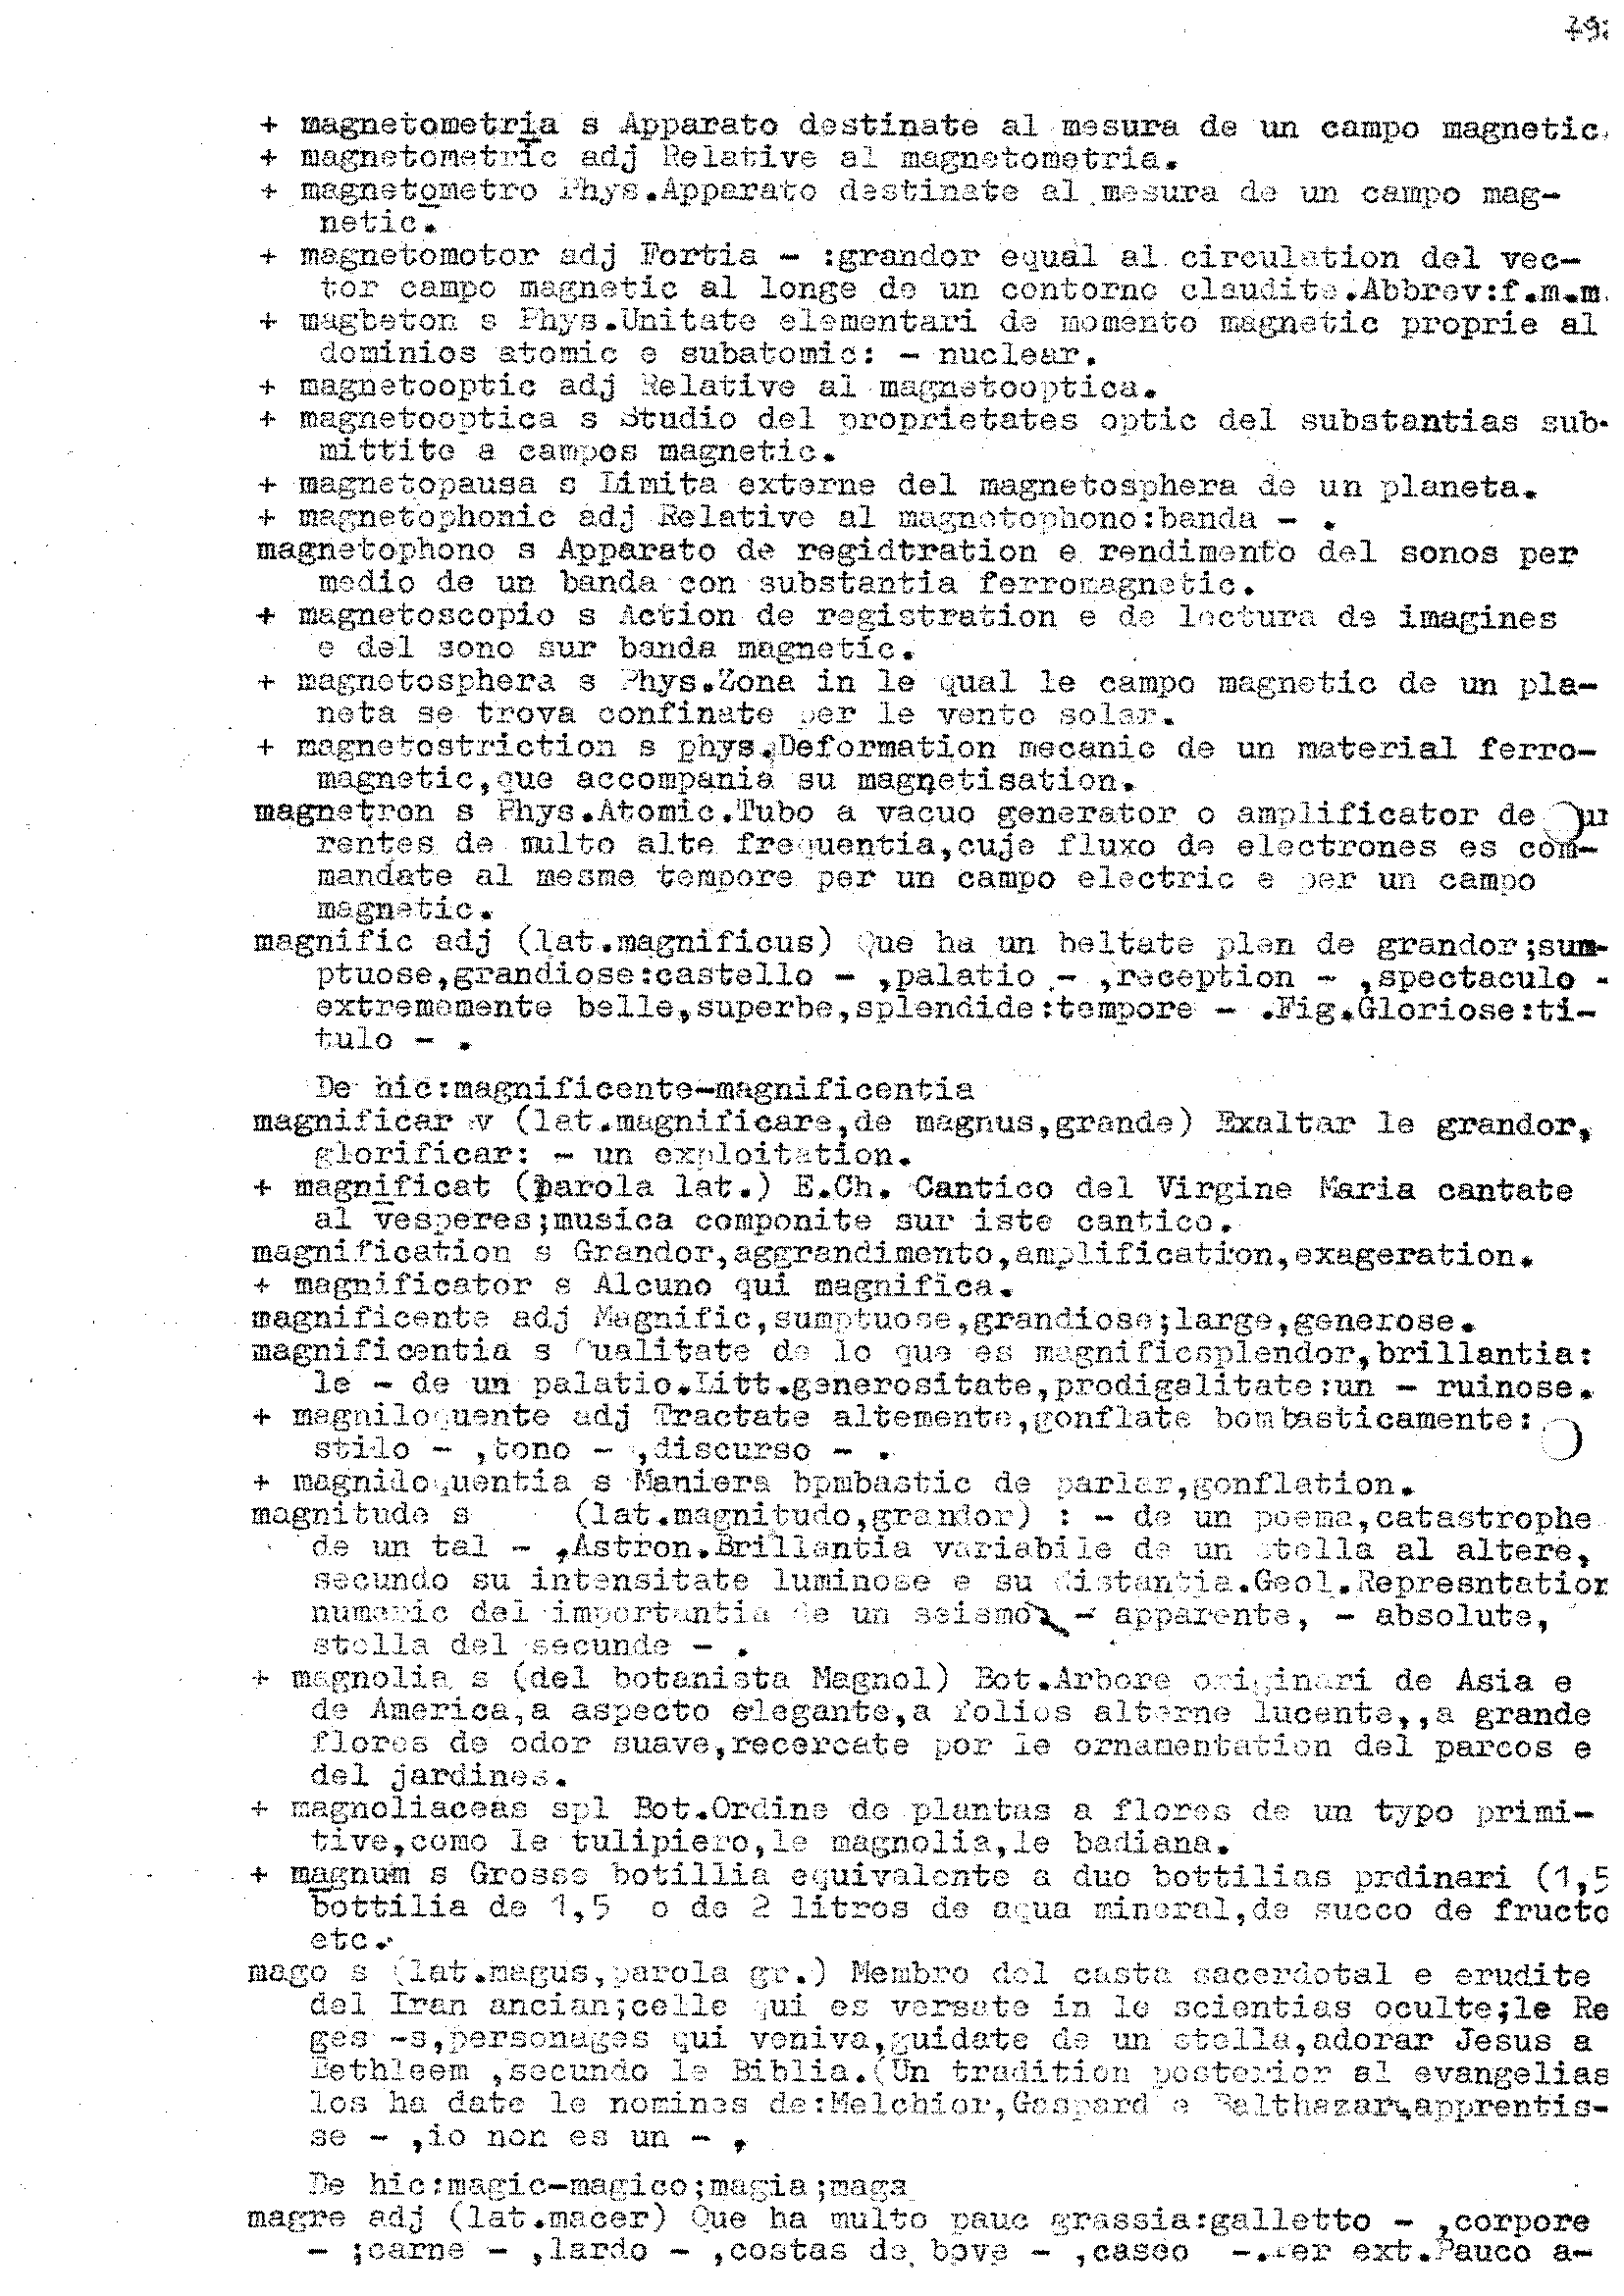 + magnetometria s Apparato destinate al mesura de un campo magnetic.
+ magnetometric adj Relative al magnetometria.
+ magnetometro Phys.Apparato destinate al mesura de un campo mag-
netic.
+ magnetomotor adj Fortia - :grandor equal al circulation del vec-
tor campo magnetic al longe de un contorno claudite.Abbrev:f.m.m.
+ magbeton s Phys.Unitate elementari de momento magnetic proprie al
dominios atomic e subatomic: - nuclear.
+ magnetooptic adj Relative al magnetooptica.
+ magnetooptica s Studio del proprietates optic del substantias sub-
mittite a campos magnetic.
+ magnetopausa s Limita externe del magnetosphera de un planeta.
+ magnetophonic adj Relative al magnetophono:banda - .
magnetophono s Apparato de regidtration e rendimento del sonos per
medio de un banda con substantia ferromagnetic.
+ magnetoscopio s Action de registration e de lectura de imagines
e del sono sur banda magnetic.
+ magnetosphera s Phys.Zona in le qual le campo magnetic de un pla-
neta se trova confinate per le vento solar.
+ magnetostriction s phys.Deformation mecanic de un material ferro-
magnetic,que accompania su magnetisation.
magnetron s Phys.Atomic.Tubo a vacuo generator o amplificator de
rentes de multo alte frequentia,cuje fluxo de electrones es com-
mandate al mesme tempore per un campo electric e per un campo
magnetic.
magnific adj (lat.magnificus) Que ha un beltate plen de grandor;sum-
ptuose,grandiose:castello - ,palatio - ,reception - ,spectaculo -
extrememente belle,superbe,splendide:tempore - .Fig.Gloriose:ti-
tulo - .
De hic:magnificente-magnificentia
magnificar v (lat.magnificare,de magnus,grande) Exaltar le grandor,
glorificar: - un exploitation.
+ magnificat (parola lat.) E.Ch. Cantico del Virgine Maria cantate
al vesperes;musica componite sur iste cantico.
magnification s Grandor,aggrandimento,amplification,exageration.
+ magnificator s Alcuno qui magnifica.
magnificente adj Magnific,sumptuose,grandiose;large,generose.
magnificentia s Qualitate de lo que es magnificsplendor,brillantia:
le - de un palatio.Litt.generositate,prodigalitate:un - ruinose.
+ magniloquente adj Tractate altemente,gonflate bombasticamente:
stilo - ,tono - ,discurso - .
+ magnidoquentia s Maniera bpmbastic de parlar,gonflation.
magnitude s (lat.magnitudo,grandor) : - de un poema,catastrophe
de un tal - ,Astron.Brillantia variabile de un stella al altere,
secundo su intensitate luminose e su distantia.Geol.Represntation
numeric del importantia de un seismo - apparente, - absolute,
stella del secunde - .
+ magnolia s (del botanista Magnol) Bot.Arbore originari de Asia e
de America,a aspecto elegante,a folios alterne lucente,,a grande
flores de odor suave,recercate por le ornamentation del parcos e
del jardines.
+ magnoliaceas spl Bot.Ordine de plantas a flores de un typo primi-
tive,como le tulipiero,le magnolia,le badiana.
+ magnum s Grosse botillia equivalente a duo bottilias prdinari (1,5
bottilia de 1,5 o de 2 litros de aqua mineral,de succo de fructo
etc.
mago s (lat.magus,parola gr.) Membro del casta sacerdotal e erudite
del Iran ancian;celle qui es versate in le scientias oculte;le Re
ges -s,personages qui veniva,guidate de un stella,adorar Jesus a
Bethleem ,secundo le Biblia.(Un tradition posterior al evangelias
los ha date le nomines de:Melchior,Gaspard e Balthazar,apprentis-
se - ,io non es un - ,
De hic:magic-magico;magia;maga
magre adj (lat.macer) Que ha multo pauc grassia:galletto - ,corpore
- ;carne - ,lardo - ,costas de bove - ,caseo -.Per ext.Pauco a-